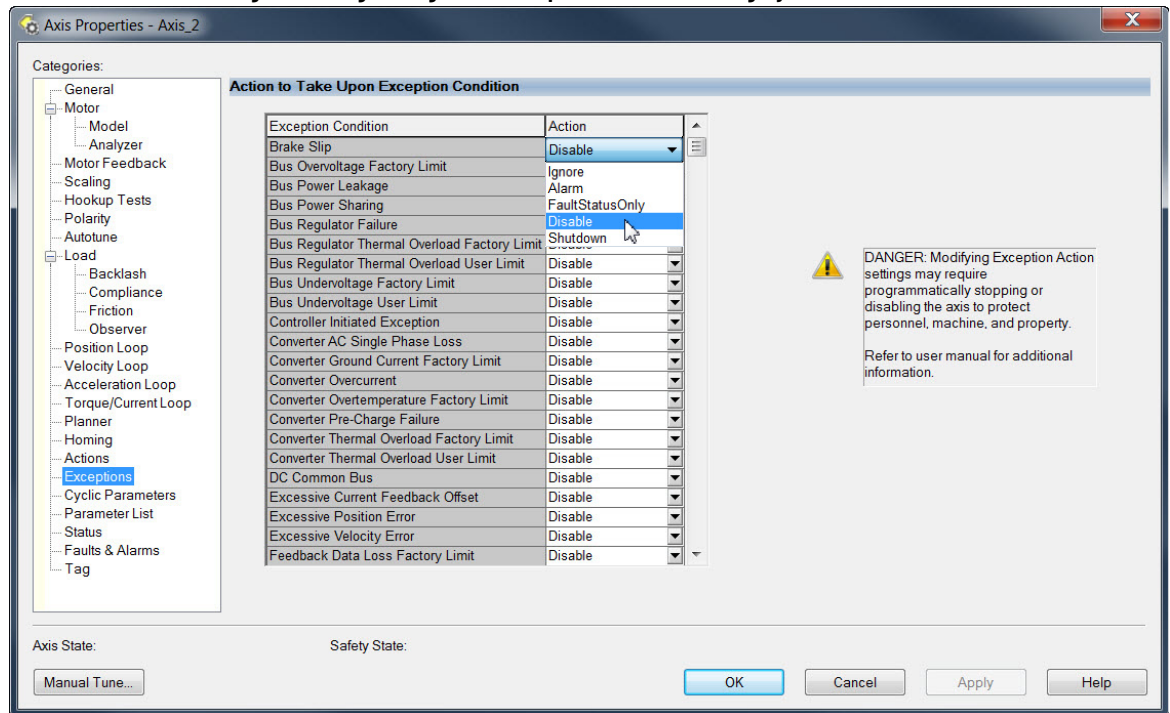 Axis Properties - Axis_2
X
Categories:
General
Motor
Model
Analyzer
Motor Feedback
Scaling
Hookup Tests
Polarity
Autotune
Load
Backlash
Compliance
Friction
Observer
Position Loop
Velocity Loop
Acceleration Loop
Torque/Current Loop
Planner
Homing
Actions
Exceptions
Cyclic Parameters
Parameter List
Status
Faults & Alarms
Tag
Action to Take Upon Exception Condition
Exception Condition Action
Brake Slip Disable
Bus Overvoltage Factory Limit
Bus Power Leakage
Bus Power Sharing
Bus Regulator Failure
Ignore
Alarm
FaultStatusOnly
Disable
Shutdown
Bus Regulator Thermal Overload Factory Limit
Bus Regulator Thermal Overload User Limit Disable
Bus Undervoltage Factory Limit Disable
Bus Undervoltage User Limit Disable
Controller Initiated Exception Disable
Converter AC Single Phase Loss Disable
Converter Ground Current Factory Limit Disable
Converter Overcurrent Disable
Converter Overtemperature Factory Limit Disable
Converter Pre-Charge Failure Disable
Converter Thermal Overload Factory Limit Disable
Converter Thermal Overload User Limit Disable
DC Common Bus Disable
Excessive Current Feedback Offset Disable
Excessive Position Error Disable
Excessive Velocity Error Disable
Feedback Data Loss Factory Limit Disable
DANGER: Modifying Exception Action
settings may require
programmatically stopping or
disabling the axis to protect
personnel, machine, and property.
Refer to user manual for additional
information.
Axis State: Safety State:
Manual Tune... OK Cancel Apply Help